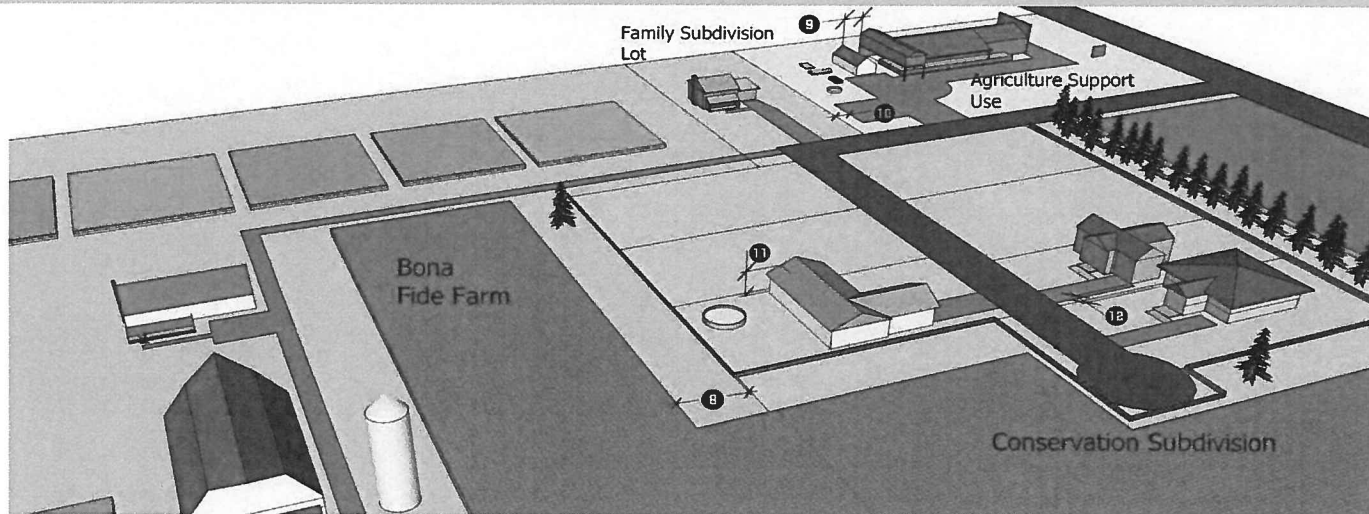 9
Family Subdivision
Lot
Agriculture Support
Use
10
Bona
Fide Farm
11
12
8
Conservation Subdivision